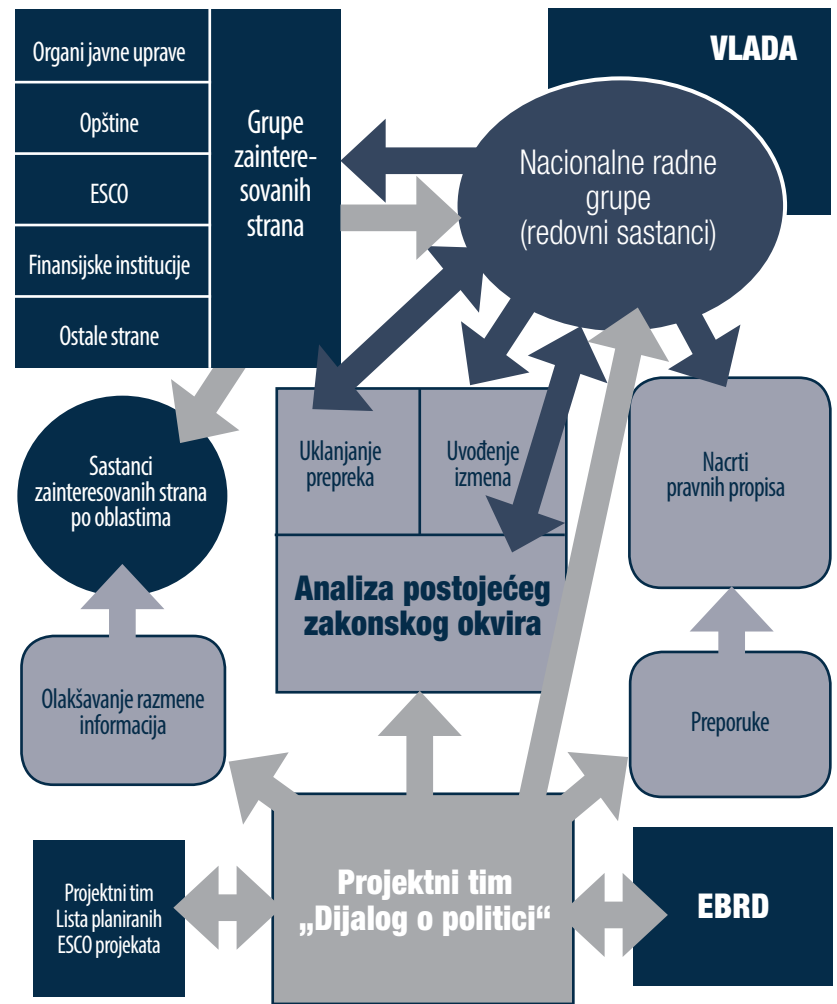 Organi javne uprave
Opštine
ESCO
Finansijske institucije
Ostale strane
Grupe
zaintere-
sovanih
strana
VLADA
Nacionalne radne
grupe
(redovni sastanci)
Sastanci
zainteresovanih strana
po oblastima
Uklanjanje
prepreka
Uvođenje
izmena
Nacrti
pravnih propisa
Analiza postojećeg
zakonskog okvira
Olakšavanje razmene
informacija
Preporuke
Projektni tim
Lista planiranih
ESCO projekata
Projektni tim
„Dijalog o politici“
EBRD